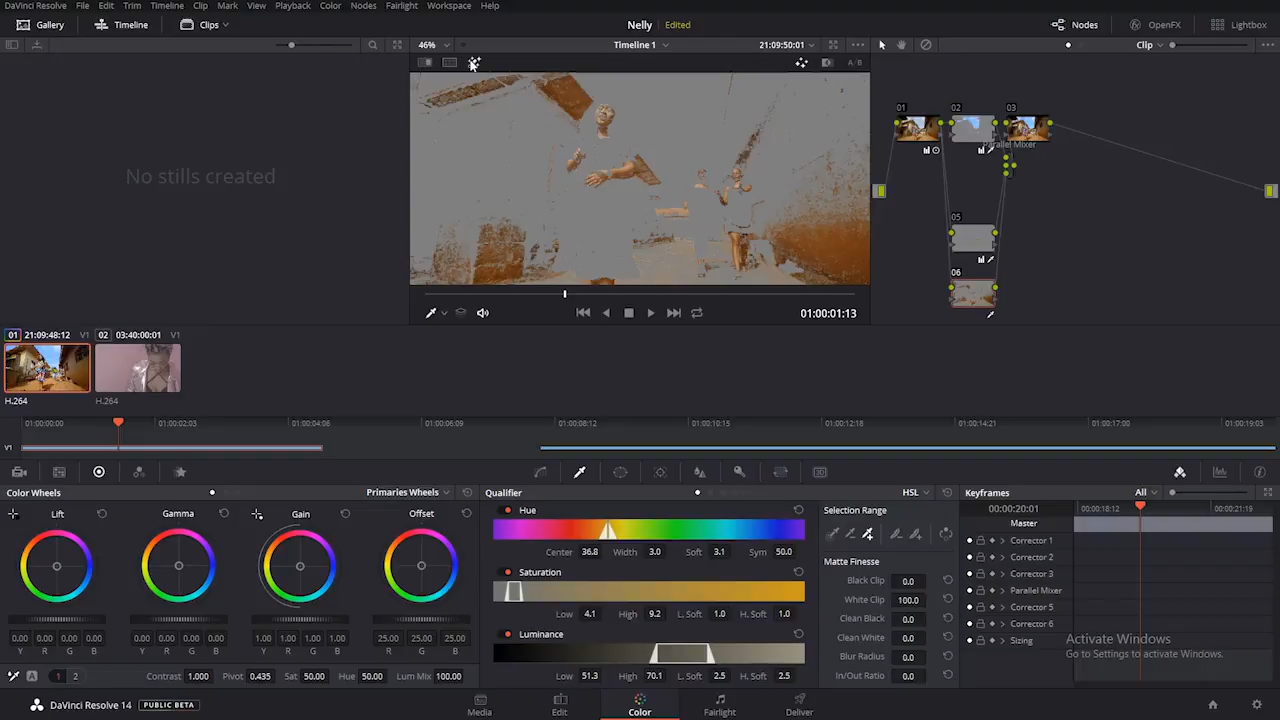 DaVinci Resolve File Edit Trim Timeline Clip Mark View Playback Color Nodes Fairlight Workspace Help
Gallery Timeline Clips Nelly Edited Nodes OpenFX Lightbox
46% Timeline 1 21:09:50:01 Clip
A/B
No stills created
01 02 03
Parallel Mixer
05
06
01:00:01:13
01 21:09:48:12 V1 02 03:40:00:01 V1
H.264 H.264
01:00:00:00 01:00:02:03 01:00:04:06 01:00:06:09 01:00:08:12 01:00:10:15 01:00:12:18 01:00:14:21 01:00:17:00 01:00:19:03
V1
Color Wheels Primaries Wheels Qualifier HSL Keyframes All
Lift Gamma Gain Offset Hue Selection Range 00:00:20:01 00:00:18:12 00:00:21:19
Master
Center 36.8 Width 3.0 Soft 3.1 Sym 50.0 Corrector 1
Saturation Matte Finesse Corrector 2
Black Clip 0.0 Corrector 3
White Clip 100.0 Parallel Mixer
Low 4.1 High 9.2 L. Soft 1.0 H. Soft 1.0 Clean Black 0.0 Corrector 5
Luminance Clean White 0.0 Corrector 6
0.00 0.00 0.00 0.00 0.00 0.00 0.00 0.00 1.00 1.00 1.00 1.00 25.00 25.00 25.00 Sizing Activate Windows
Y R G B Y R G B Y R G B R G B Blur Radius 0.0 Go to Settings to activate Windows.
A 1 2 Contrast 1.000 Pivot 0.435 Sat 50.00 Hue 50.00 Lum Mix 100.00 Low 51.3 High 70.1 L. Soft 2.5 H. Soft 2.5 In/Out Ratio 0.0
DaVinci Resolve 14 PUBLIC BETA Media Edit Color Fairlight Deliver